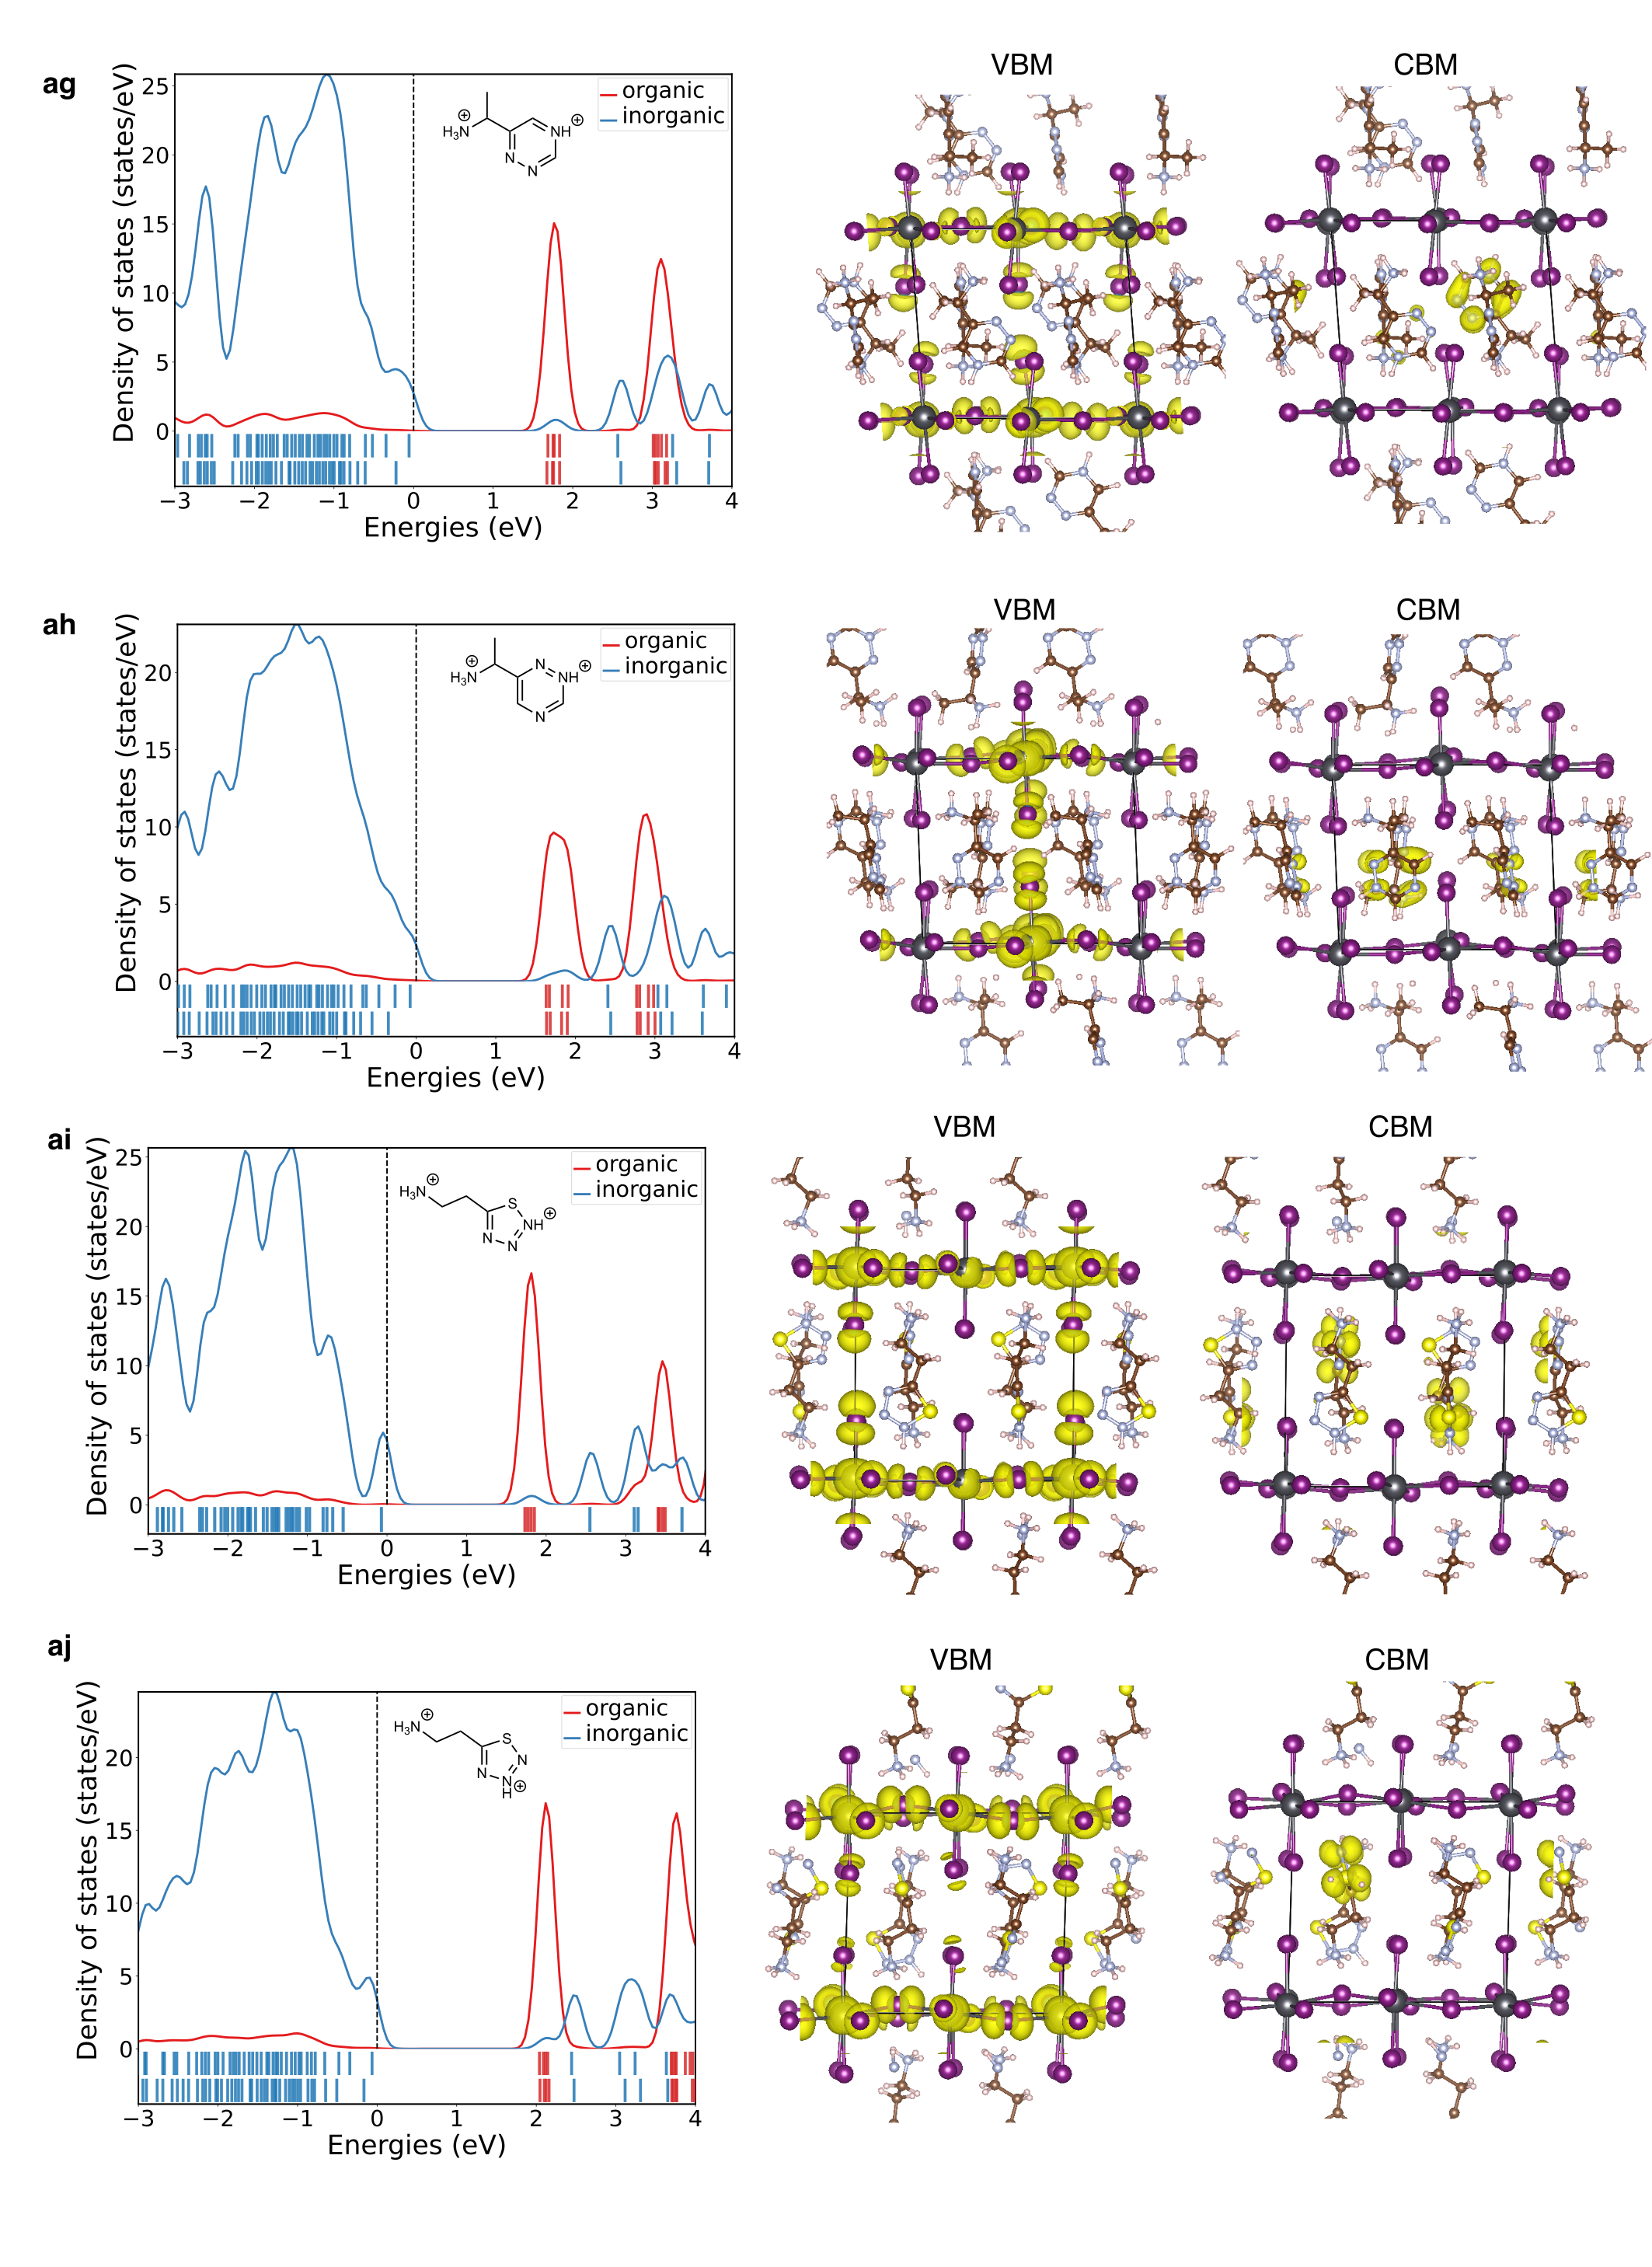 ag
VBM
CBM
Density of states (states/eV)
25
20
15
10
5
0
organic
inorganic
H₃N ⊕
NH ⊕
N
N
−3 −2 −1 0 1 2 3 4
Energies (eV)
ah
VBM
CBM
Density of states (states/eV)
20
15
10
5
0
organic
inorganic
H₃N ⊕
N
NH ⊕
N
−3 −2 −1 0 1 2 3 4
Energies (eV)
ai
VBM
CBM
Density of states (states/eV)
25
20
15
10
5
0
organic
inorganic
H₃N ⊕
S
NH ⊕
N
N
−3 −2 −1 0 1 2 3 4
Energies (eV)
aj
VBM
CBM
Density of states (states/eV)
20
15
10
5
0
organic
inorganic
H₃N ⊕
S
N
N
N ⊕
H
−3 −2 −1 0 1 2 3 4
Energies (eV)